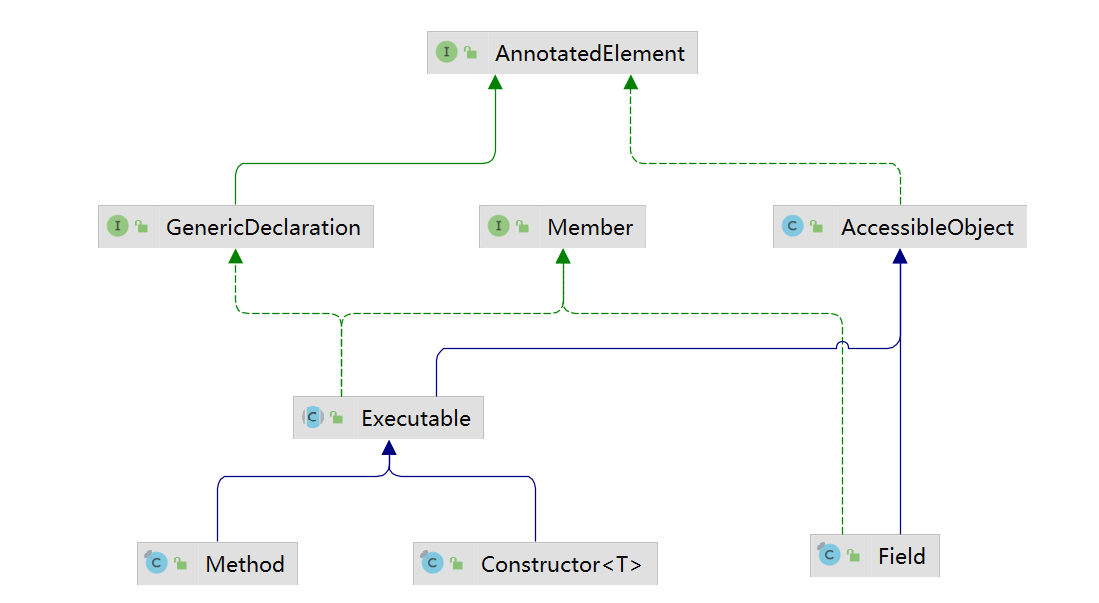 I AnnotatedElement
I GenericDeclaration
I Member
C AccessibleObject
C Executable
C Method
C Constructor<T>
C Field